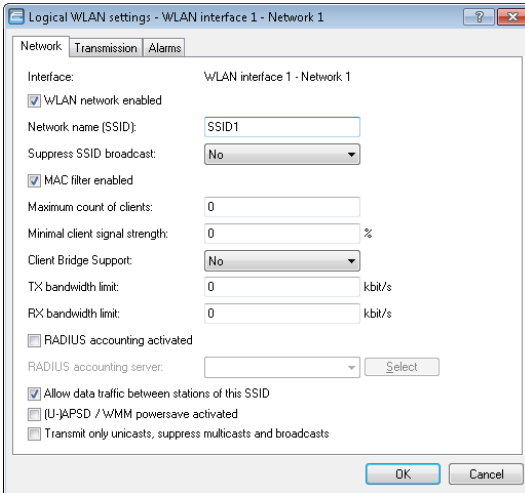 Logical WLAN settings - WLAN interface 1 - Network 1
Network Transmission Alarms
Interface: WLAN interface 1 - Network 1
WLAN network enabled
Network name (SSID): SSID1
Suppress SSID broadcast: No
MAC filter enabled
Maximum count of clients: 0
Minimal client signal strength: 0 %
Client Bridge Support: No
TX bandwidth limit: 0 kbit/s
RX bandwidth limit: 0 kbit/s
RADIUS accounting activated
RADIUS accounting server: Select
Allow data traffic between stations of this SSID
(U-)APSD / WMM powersave activated
Transmit only unicasts, suppress multicasts and broadcasts
OK Cancel